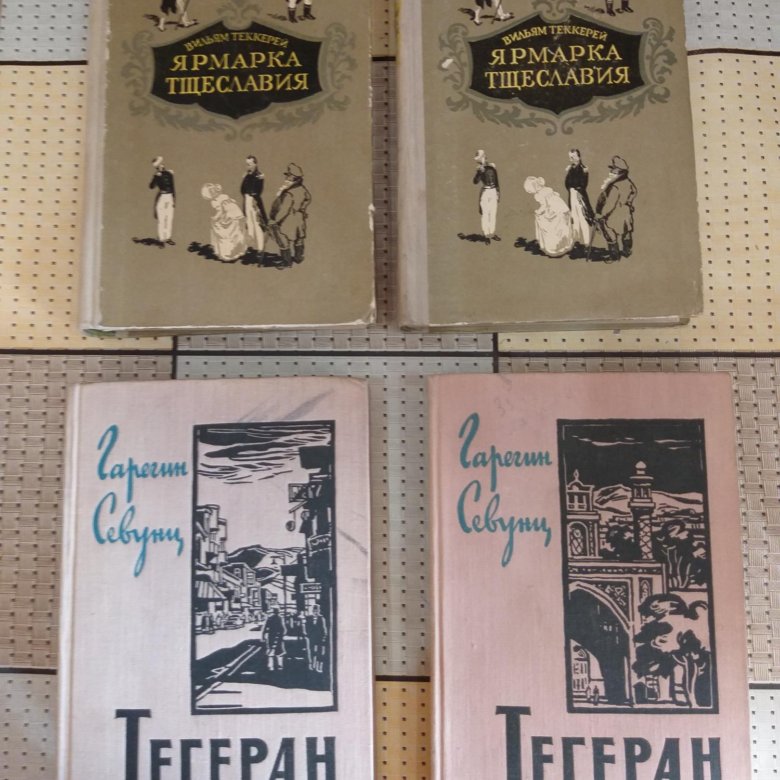 ВИЛЬЯМ ТЕККЕРЕЙ
ЯРМАРКА
ТЩЕСЛАВИЯ
ВИЛЬЯМ ТЕККЕРЕЙ
ЯРМАРКА
ТЩЕСЛАВИЯ
Гарегин
Севунц
ТЕГЕРАН
Гарегин
Севунц
ТЕГЕРАН